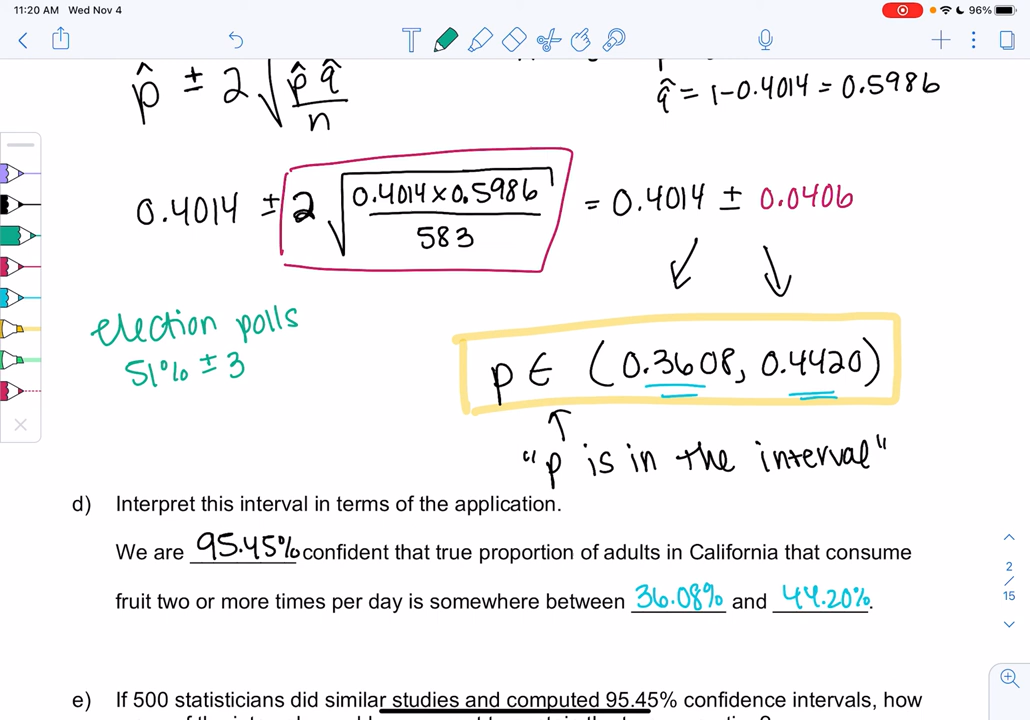 11:20 AM Wed Nov 4
96%
p̂ ± 2 √(p̂ q̂ / n)
q̂ = 1-0.4014 = 0.5986
0.4014 ± 2 √(0.4014 × 0.5986 / 583) = 0.4014 ± 0.0406
election polls
51% ± 3
p ∈ (0.3608, 0.4420)
"p is in the interval"
d) Interpret this interval in terms of the application.
We are 95.45% confident that true proportion of adults in California that consume
fruit two or more times per day is somewhere between 36.08% and 44.20%.
2
/
15
e) If 500 statisticians did similar studies and computed 95.45% confidence intervals, how